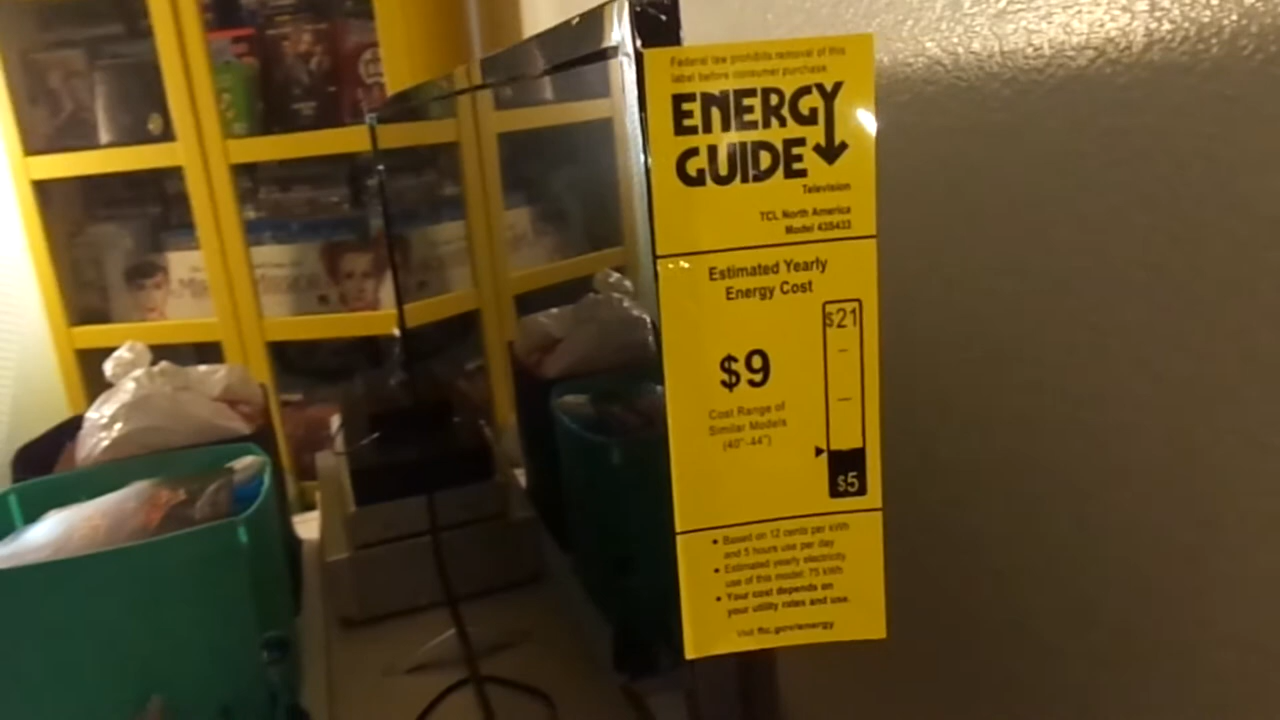 Federal law prohibits removal of this
label before consumer purchase.
ENERGY
GUIDE
Television
TCL North America
Model 43S433
Estimated Yearly
Energy Cost
$21
$9
Cost Range of
Similar Models
(40"-44")
$5
• Based on 12 cents per kWh
and 5 hours use per day
• Estimated yearly electricity
use of this model: 75 kWh
• Your cost depends on
your utility rates and use.
Visit ftc.gov/energy